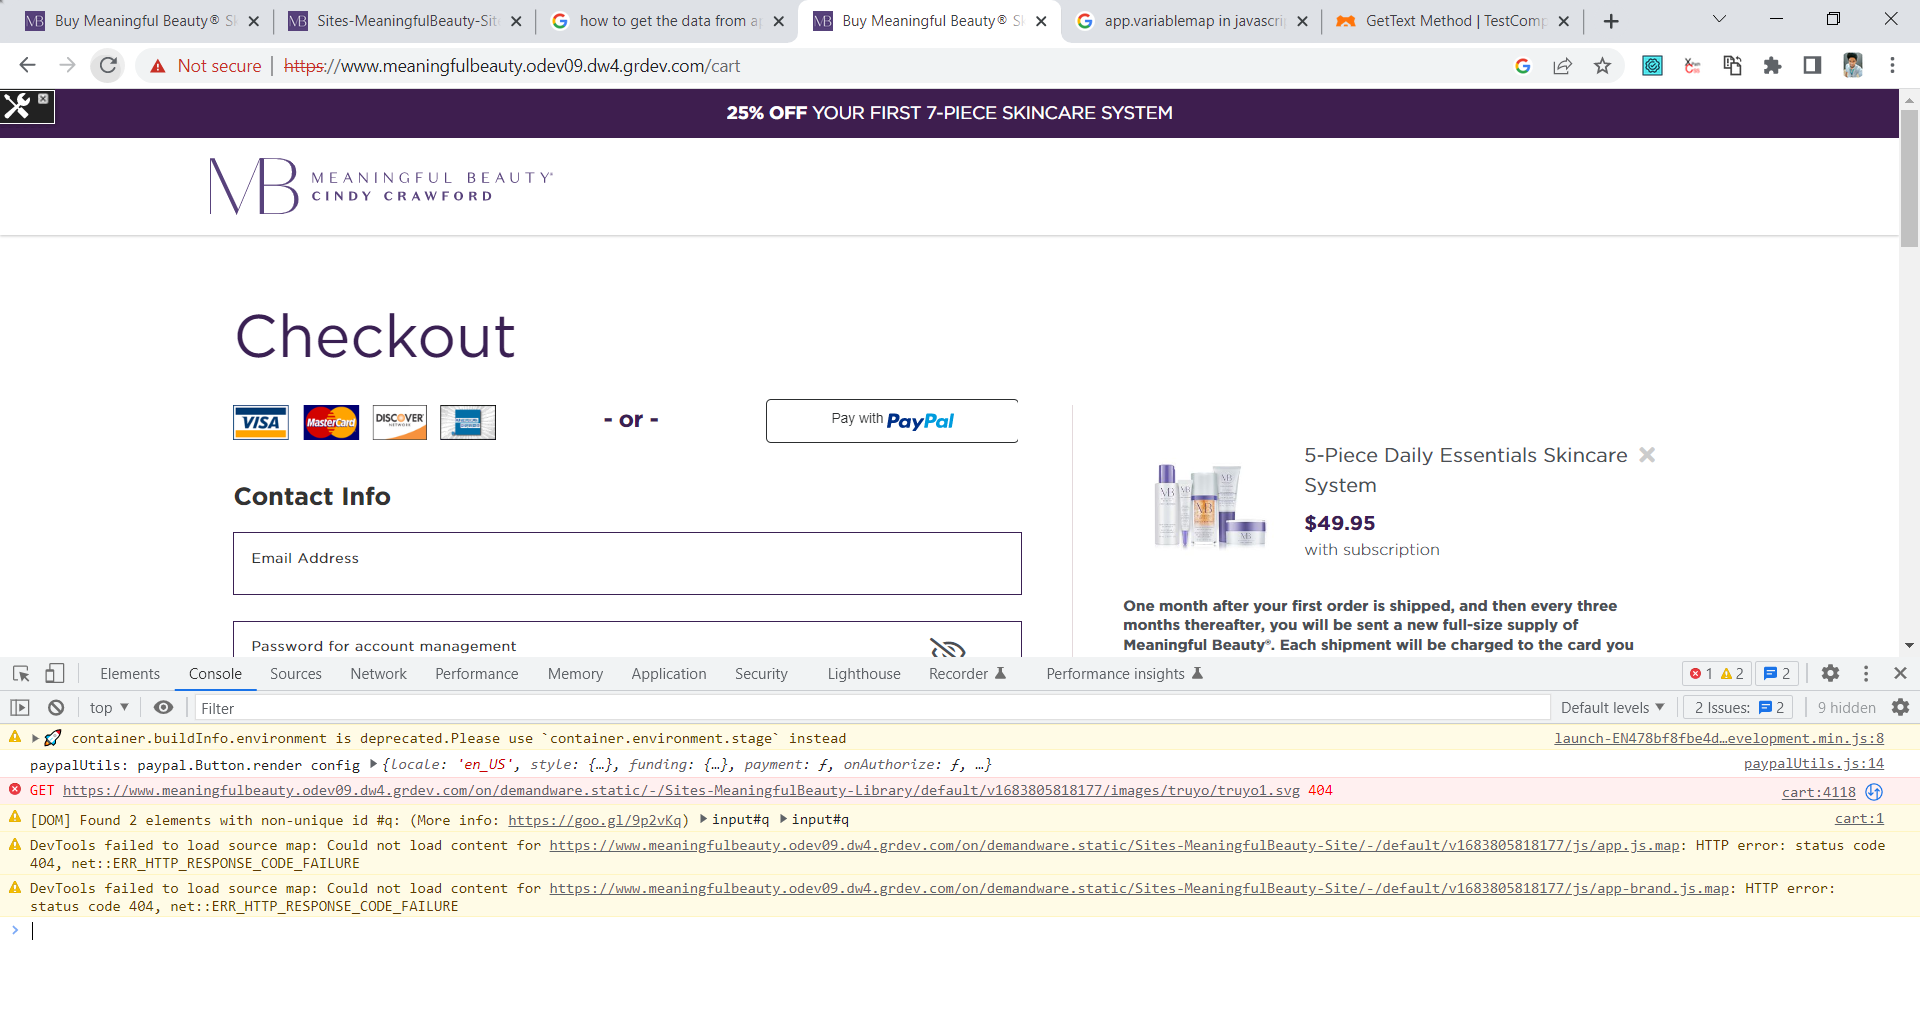 Buy Meaningful Beauty® S
Sites-MeaningfulBeauty-Sit
how to get the data from a
Buy Meaningful Beauty® S
app.variablemap in javascri
GetText Method | TestComp
Not secure
https://www.meaningfulbeauty.odev09.dw4.grdev.com/cart
25% OFF YOUR FIRST 7-PIECE SKINCARE SYSTEM
MB MEANINGFUL BEAUTY®
CINDY CRAWFORD
Checkout
VISA MasterCard DISCOVER NETWORK
- or -
Pay with PayPal
5-Piece Daily Essentials Skincare
System
$49.95
with subscription
Contact Info
Email Address
Password for account management
One month after your first order is shipped, and then every three
months thereafter, you will be sent a new full-size supply of
Meaningful Beauty®. Each shipment will be charged to the card you
Elements Console Sources Network Performance Memory Application Security Lighthouse Recorder Performance insights 1 2 2
top Filter Default levels 2 Issues: 2 9 hidden
container.buildInfo.environment is deprecated.Please use `container.environment.stage` instead launch-EN478bf8fbe4d…evelopment.min.js:8
paypalUtils: paypal.Button.render config {locale: 'en_US', style: {…}, funding: {…}, payment: ƒ, onAuthorize: ƒ, …} paypalUtils.js:14
GET https://www.meaningfulbeauty.odev09.dw4.grdev.com/on/demandware.static/-/Sites-MeaningfulBeauty-Library/default/v1683805818177/images/truyo/truyo1.svg 404 cart:4118
[DOM] Found 2 elements with non-unique id #q: (More info: https://goo.gl/9p2vKq) input#q input#q cart:1
DevTools failed to load source map: Could not load content for https://www.meaningfulbeauty.odev09.dw4.grdev.com/on/demandware.static/Sites-MeaningfulBeauty-Site/-/default/v1683805818177/js/app.js.map: HTTP error: status code
404, net::ERR_HTTP_RESPONSE_CODE_FAILURE
DevTools failed to load source map: Could not load content for https://www.meaningfulbeauty.odev09.dw4.grdev.com/on/demandware.static/Sites-MeaningfulBeauty-Site/-/default/v1683805818177/js/app-brand.js.map: HTTP error:
status code 404, net::ERR_HTTP_RESPONSE_CODE_FAILURE